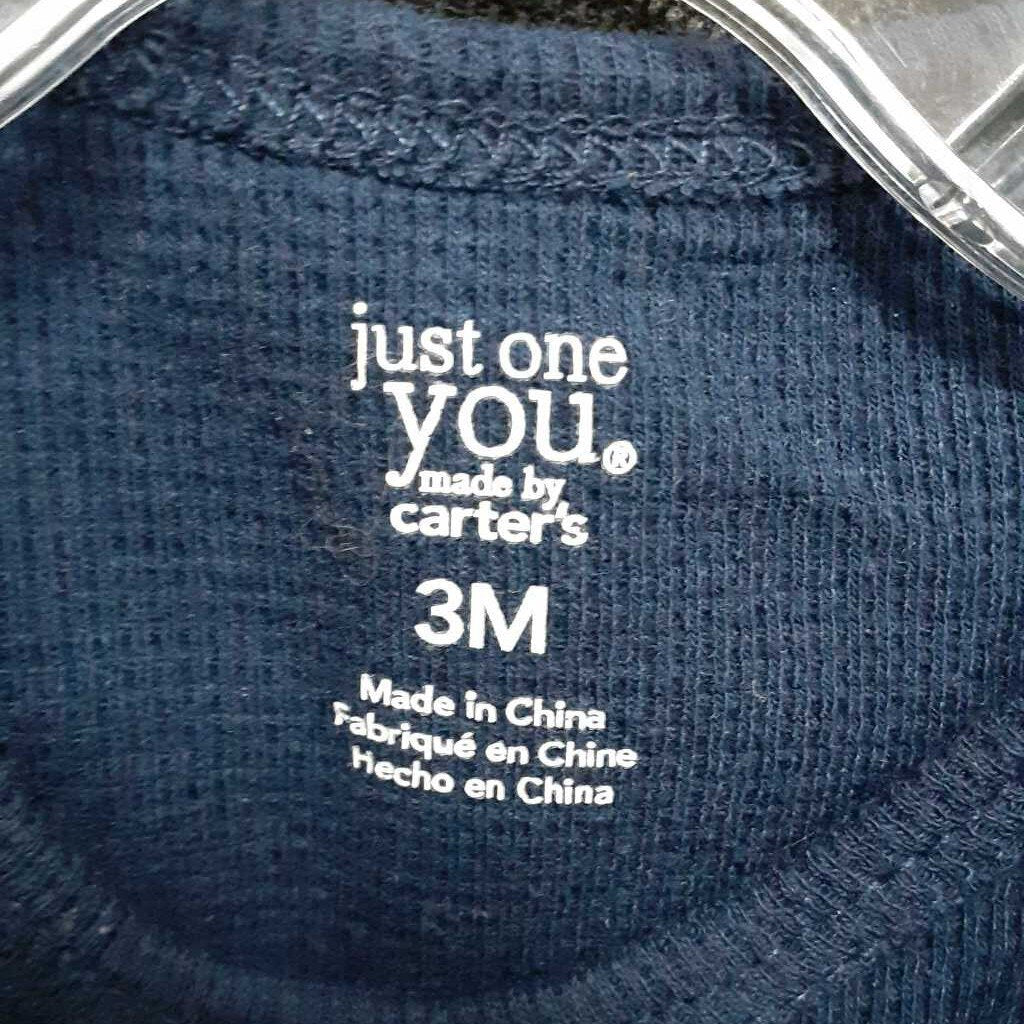 just one
you®
made by
carter's
3M
Made in China
Fabriqué en Chine
Hecho en China